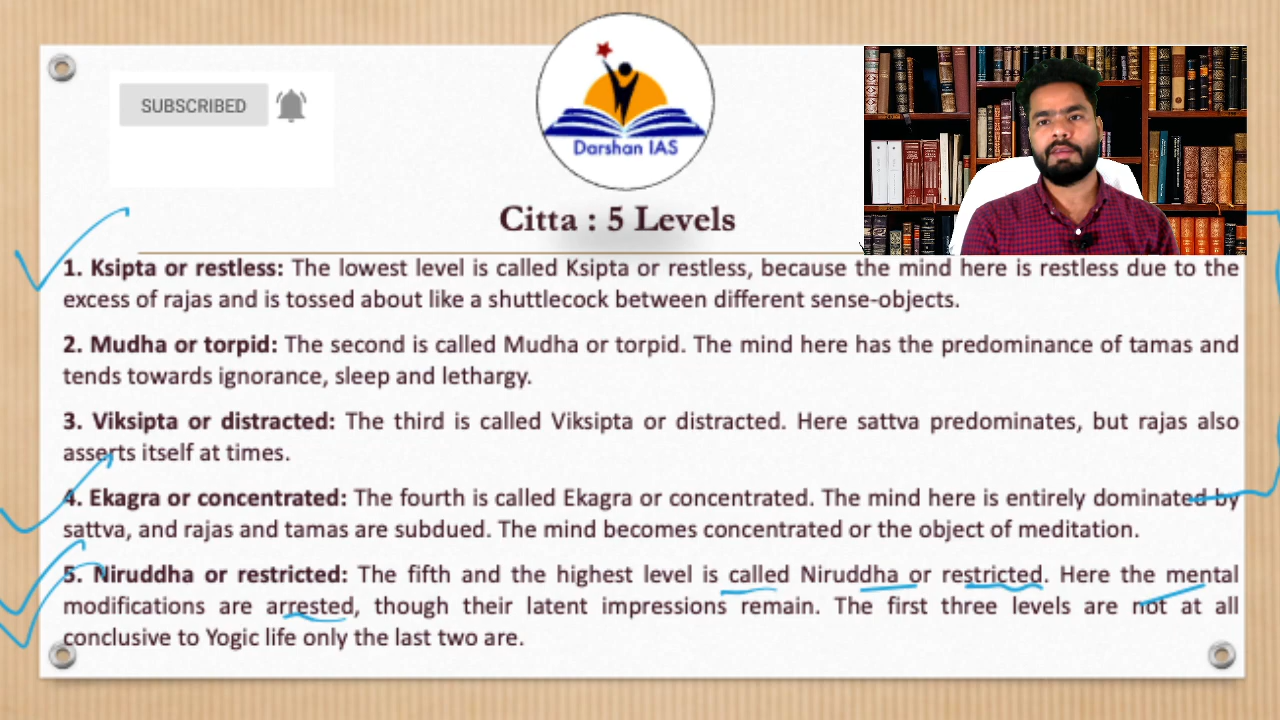 SUBSCRIBED
Darshan IAS
Citta : 5 Levels
1. Ksipta or restless: The lowest level is called Ksipta or restless, because the mind here is restless due to the
excess of rajas and is tossed about like a shuttlecock between different sense-objects.
2. Mudha or torpid: The second is called Mudha or torpid. The mind here has the predominance of tamas and
tends towards ignorance, sleep and lethargy.
3. Viksipta or distracted: The third is called Viksipta or distracted. Here sattva predominates, but rajas also
asserts itself at times.
4. Ekagra or concentrated: The fourth is called Ekagra or concentrated. The mind here is entirely dominated by
sattva, and rajas and tamas are subdued. The mind becomes concentrated or the object of meditation.
5. Niruddha or restricted: The fifth and the highest level is called Niruddha or restricted. Here the mental
modifications are arrested, though their latent impressions remain. The first three levels are not at all
conclusive to Yogic life only the last two are.